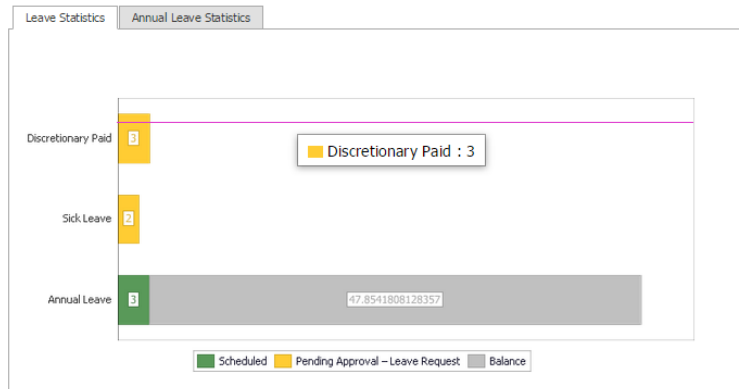 Leave Statistics Annual Leave Statistics
Discretionary Paid 3
Discretionary Paid : 3
Sick Leave 2
Annual Leave 3 47.8541808128357
Scheduled Pending Approval – Leave Request Balance